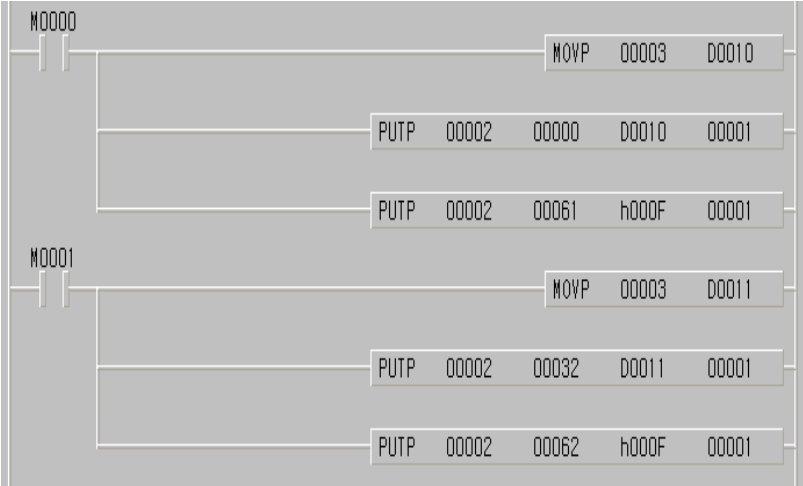 M0000
MOVP 00003 D0010
PUTP 00002 00000 D0010 00001
PUTP 00002 00061 h000F 00001
M0001
MOVP 00003 D0011
PUTP 00002 00032 D0011 00001
PUTP 00002 00062 h000F 00001